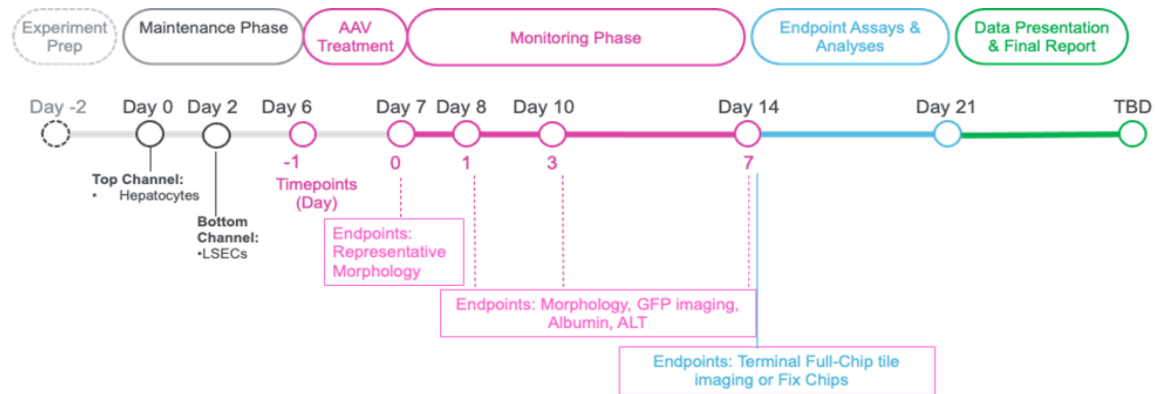 Experiment
Prep
Maintenance Phase
AAV
Treatment
Monitoring Phase
Endpoint Assays &
Analyses
Data Presentation
& Final Report
Day -2
Day 0
Day 2
Day 6
Day 7
Day 8
Day 10
Day 14
Day 21
TBD
-1
0
1
3
7
Timepoints
(Day)
Top Channel:
• Hepatocytes
Bottom
Channel:
•LSECs
Endpoints:
Representative
Morphology
Endpoints: Morphology, GFP imaging,
Albumin, ALT
Endpoints: Terminal Full-Chip tile
imaging or Fix Chips